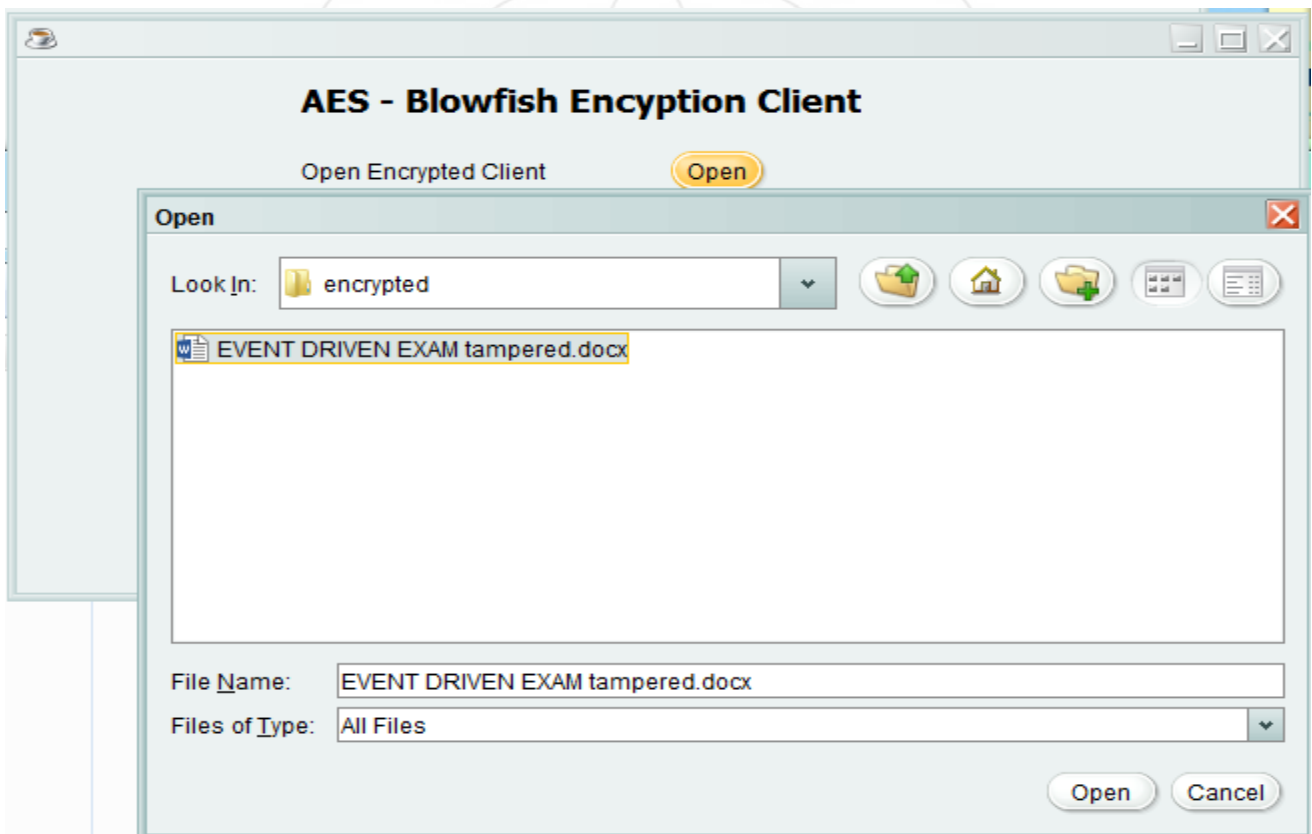 AES - Blowfish Encyption Client
Open Encrypted Client Open
Open
Look In: encrypted
EVENT DRIVEN EXAM tampered.docx
File Name: EVENT DRIVEN EXAM tampered.docx
Files of Type: All Files
Open Cancel